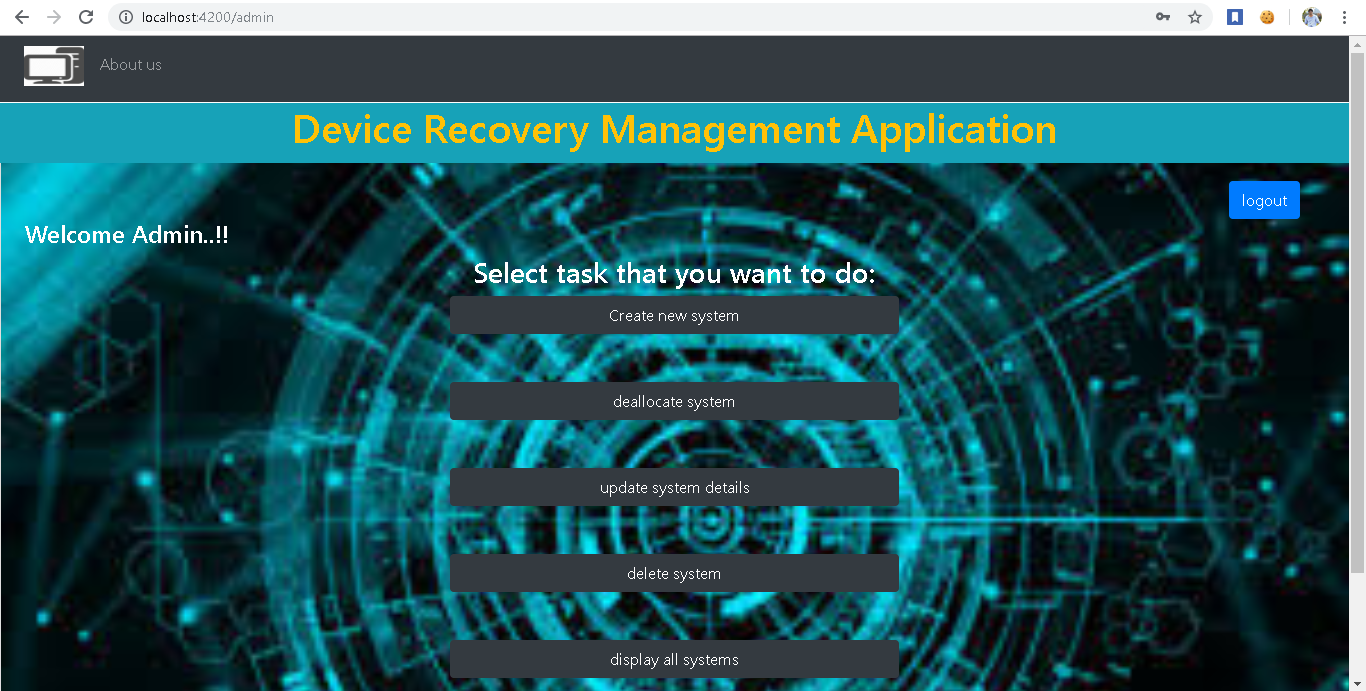 localhost:4200/admin
About us
Device Recovery Management Application
logout
Welcome Admin..!!
Select task that you want to do:
Create new system
deallocate system
update system details
delete system
display all systems